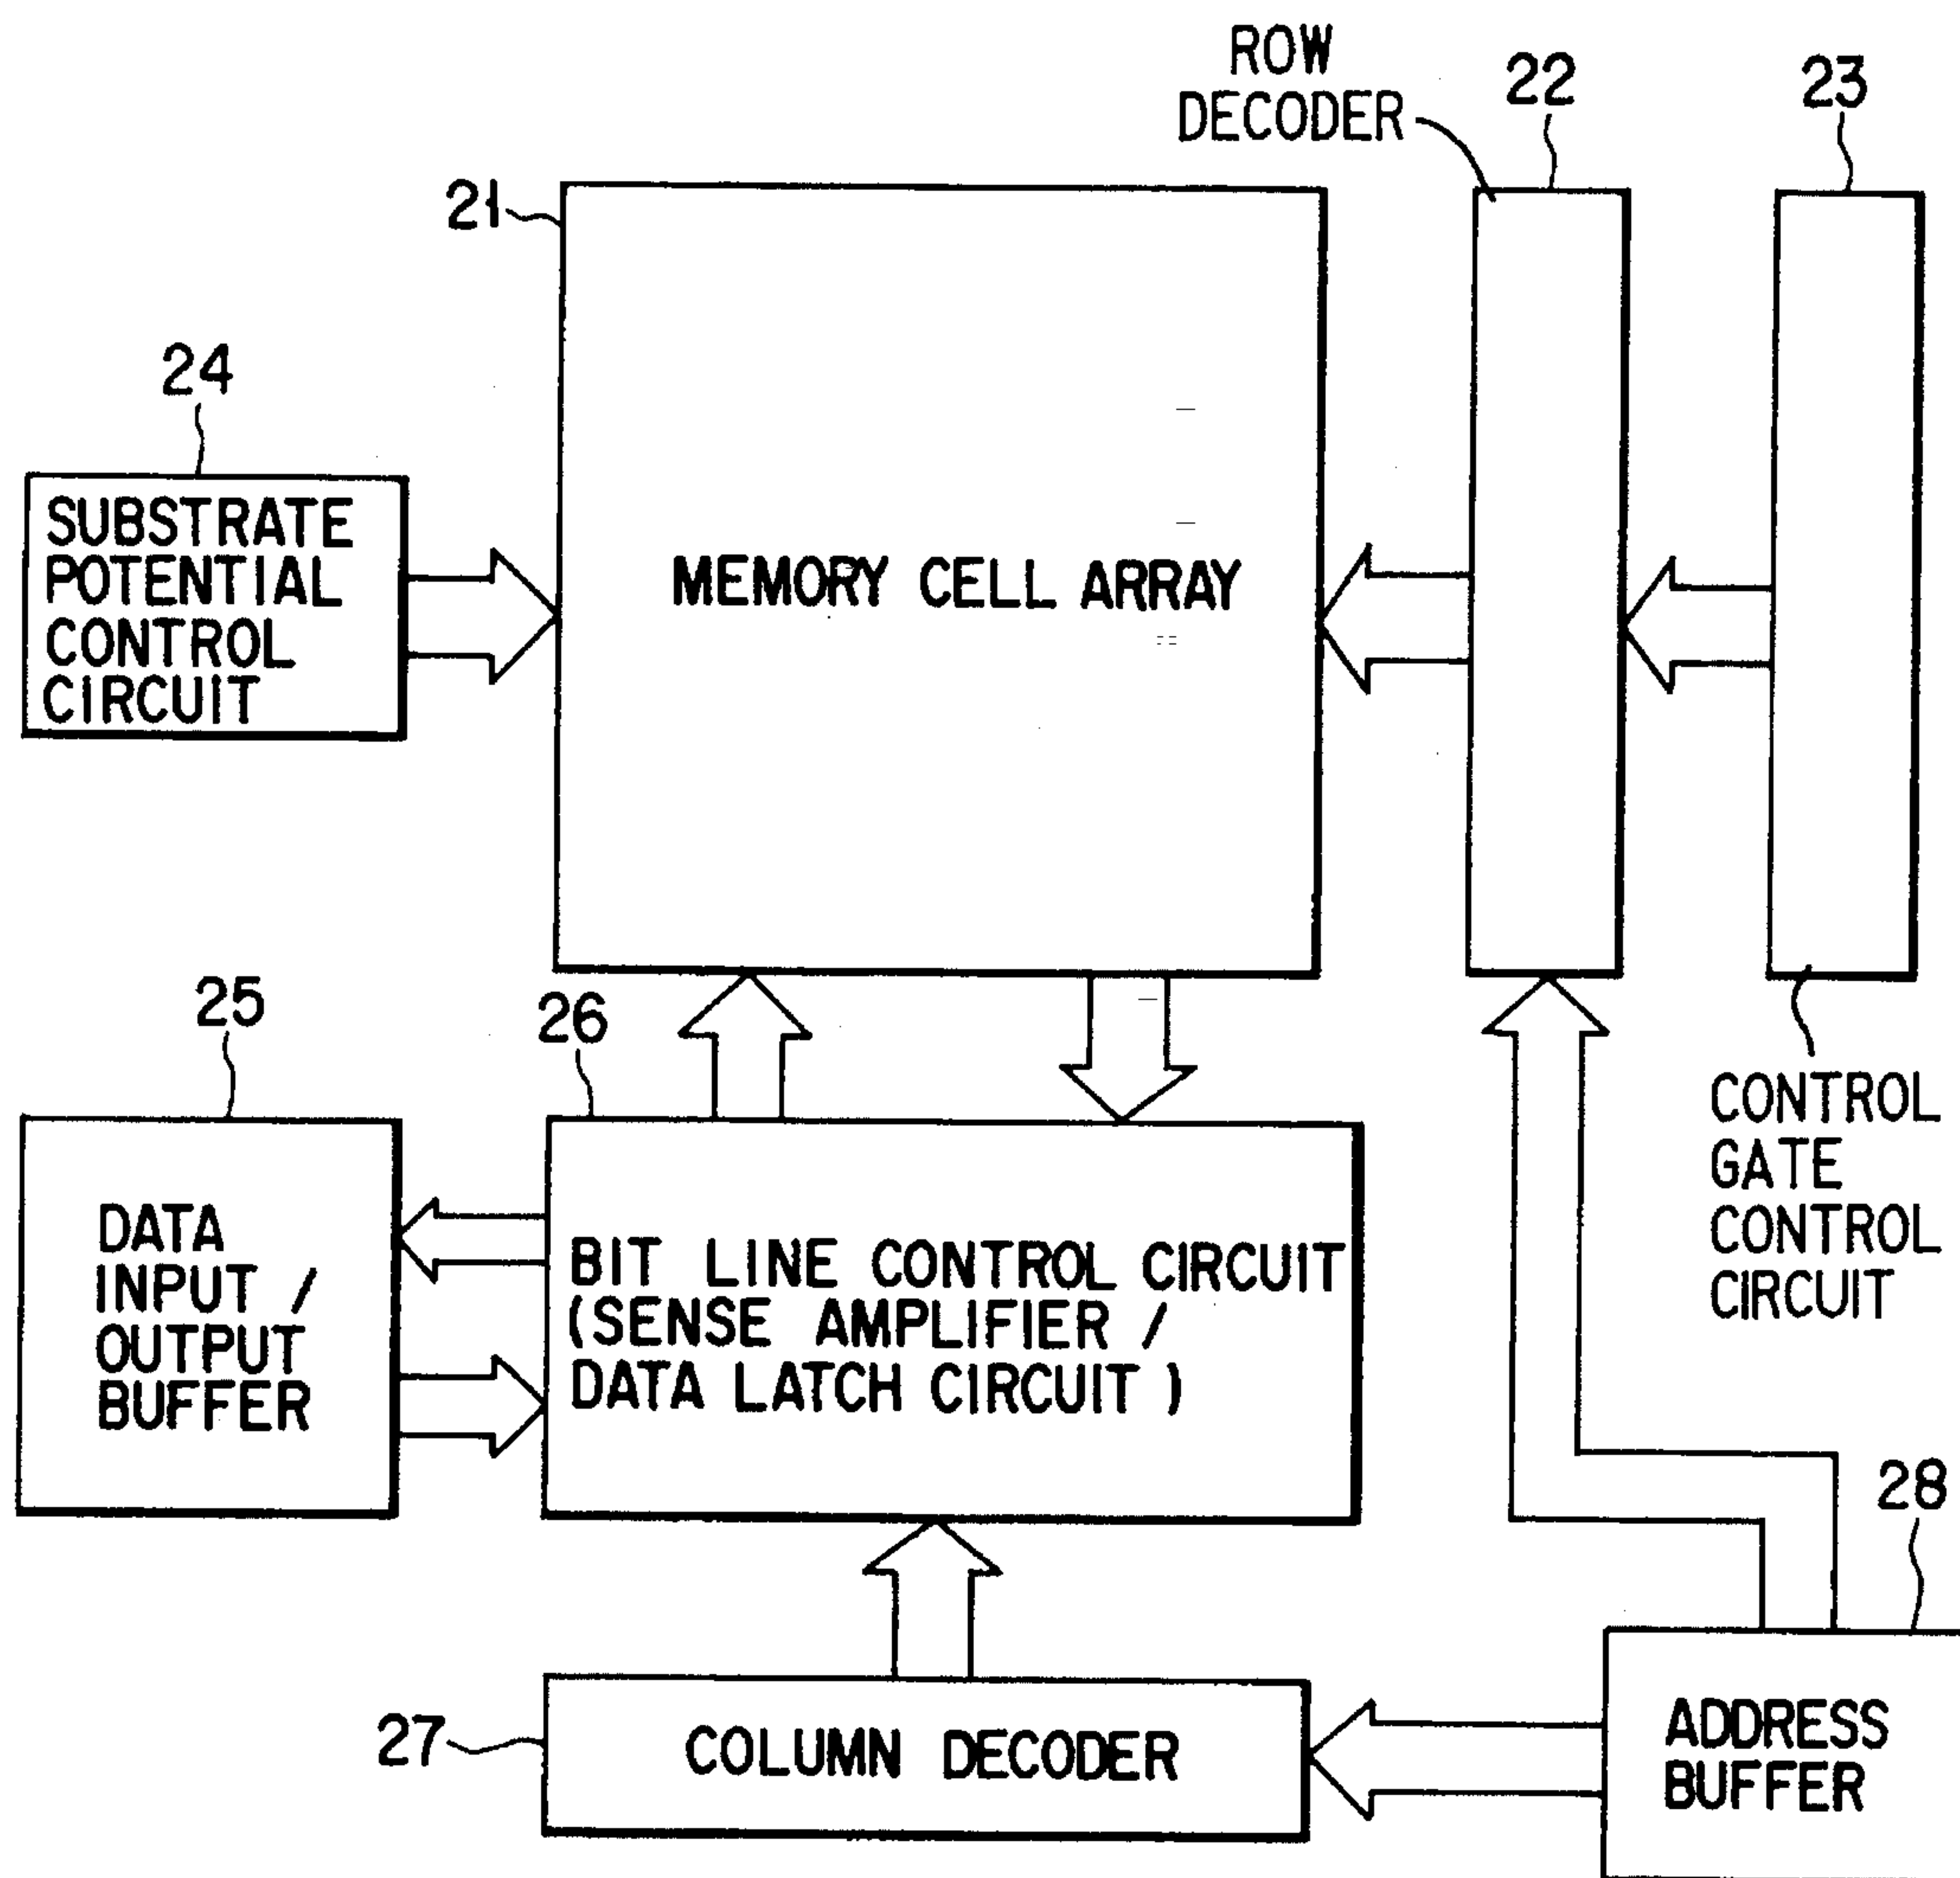 ROW
DECODER
22
23
21
24
SUBSTRATE
POTENTIAL
CONTROL
CIRCUIT
MEMORY CELL ARRAY
25
26
CONTROL
GATE
CONTROL
CIRCUIT
DATA
INPUT /
OUTPUT
BUFFER
BIT LINE CONTROL CIRCUIT
(SENSE AMPLIFIER /
DATA LATCH CIRCUIT )
28
27
COLUMN DECODER
ADDRESS
BUFFER